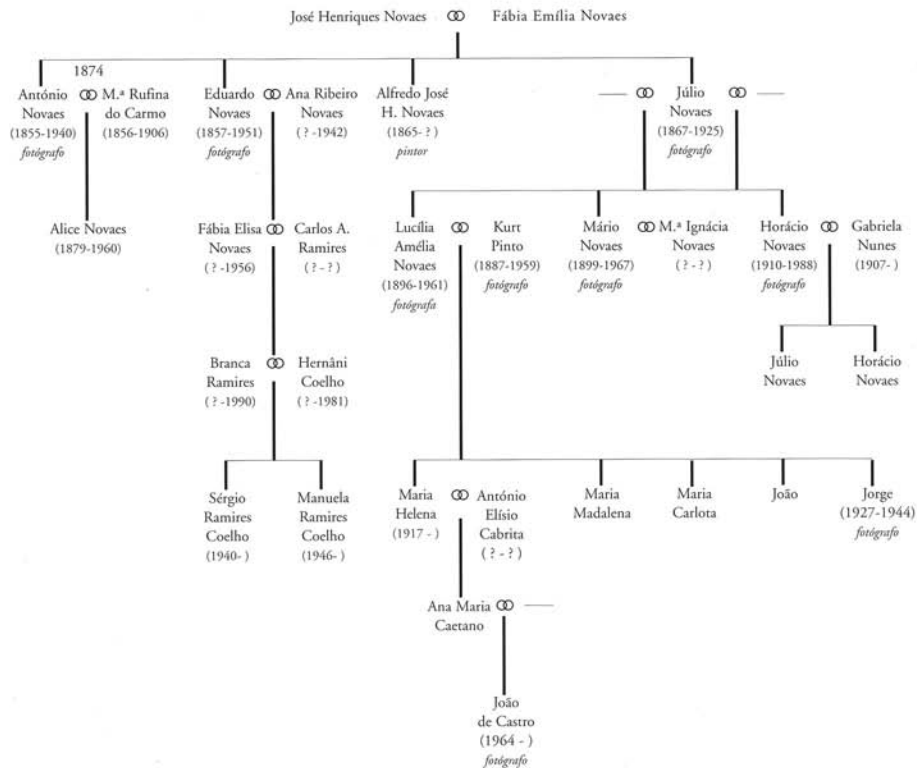 José Henriques Novaes Fábia Emília Novaes
1874
António
Novaes
(1855-1940)
fotógrafo
M.ª Rufina
do Carmo
(1856-1906)
Eduardo
Novaes
(1857-1951)
fotógrafo
Ana Ribeiro
Novaes
( ? -1942)
Alfredo José
H. Novaes
(1865- ? )
pintor
Júlio
Novaes
(1867-1925)
fotógrafo
Alice Novaes
(1879-1960)
Fábia Elisa
Novaes
( ? -1956)
Carlos A.
Ramires
( ? - ? )
Lucília
Amélia
Novaes
(1896-1961)
fotógrafa
Kurt
Pinto
(1887-1959)
fotógrafo
Mário
Novaes
(1899-1967)
fotógrafo
M.ª Ignácia
Novaes
( ? - ? )
Horácio
Novaes
(1910-1988)
fotógrafo
Gabriela
Nunes
(1907- )
Branca
Ramires
( ? -1990)
Hernâni
Coelho
( ? -1981)
Júlio
Novaes
Horácio
Novaes
Sérgio
Ramires
Coelho
(1940- )
Manuela
Ramires
Coelho
(1946- )
Maria
Helena
(1917 - )
António
Elísio
Cabrita
( ? - ? )
Maria
Madalena
Maria
Carlota
João
Jorge
(1927-1944)
fotógrafo
Ana Maria
Caetano
João
de Castro
(1964 - )
fotógrafo